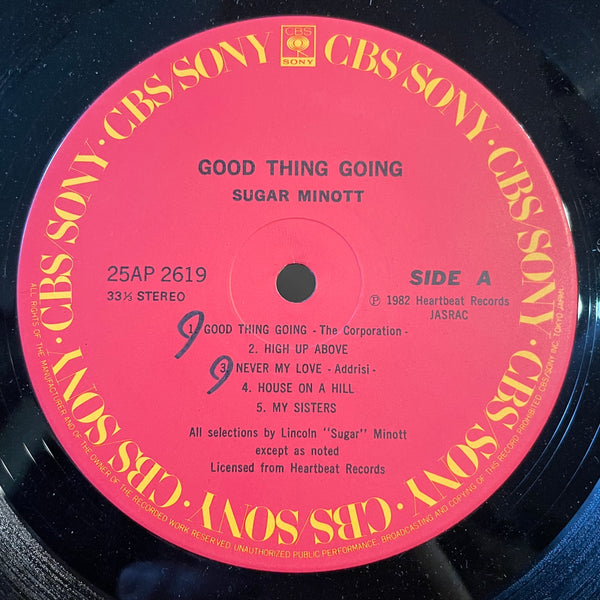 CBS
SONY
CBS/SONY · CBS/SONY · CBS/SONY · CBS/SONY · CBS/SONY · CBS/SONY · CBS/SONY · CBS/SONY
GOOD THING GOING
SUGAR MINOTT
25AP 2619
33⅓ STEREO
SIDE A
Ⓟ 1982 Heartbeat Records
JASRAC
1. GOOD THING GOING - The Corporation -
2. HIGH UP ABOVE
3. NEVER MY LOVE - Addrisi -
4. HOUSE ON A HILL
5. MY SISTERS
9
9
All selections by Lincoln "Sugar" Minott
except as noted
Licensed from Heartbeat Records
ALL RIGHTS OF THE MANUFACTURER AND OF THE OWNER OF THE RECORDED WORK RESERVED. UNAUTHORIZED PUBLIC PERFORMANCE, BROADCASTING AND COPYING OF THIS RECORD PROHIBITED. CBS/SONY INC. TOKYO JAPAN.